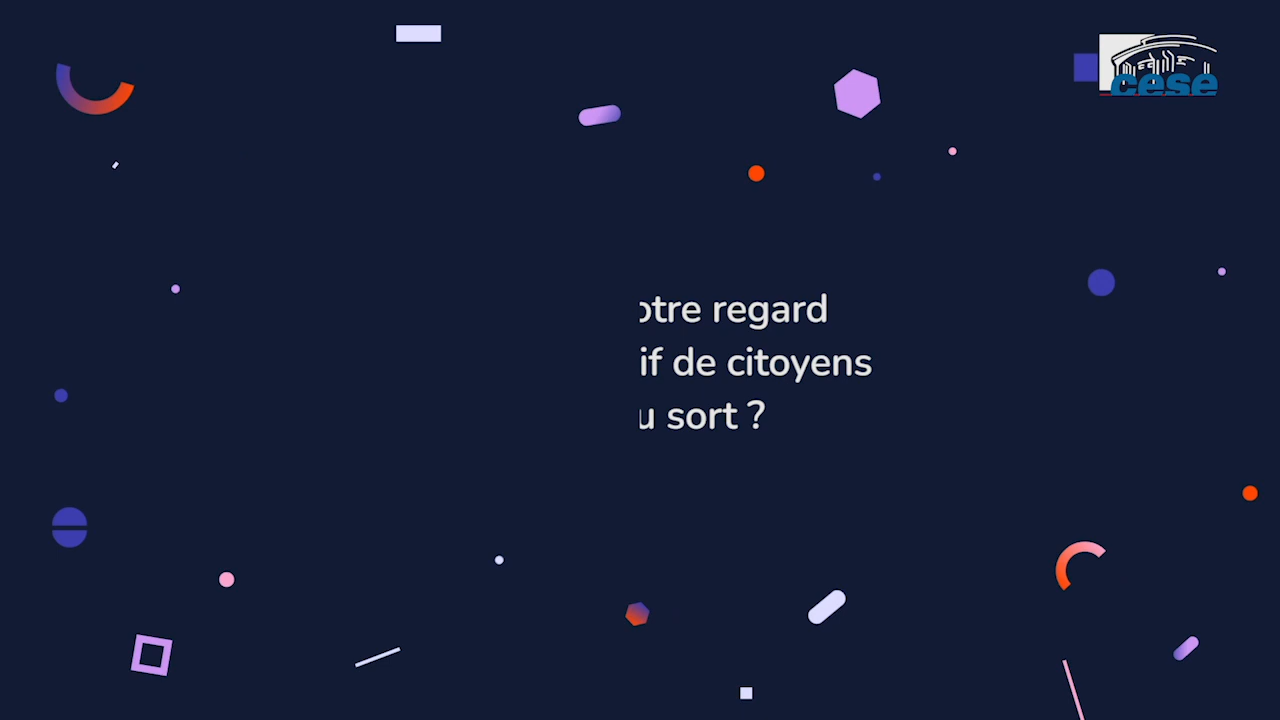 cese
otre regard
if de citoyens
u sort ?